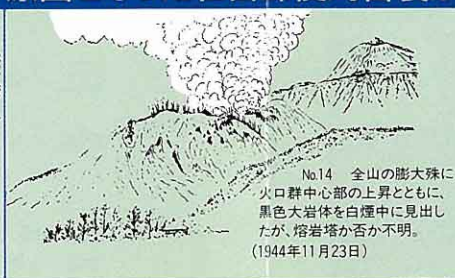 No.14 全山の膨大殊に
火口群中心部の上昇とともに、
黒色大岩体を白煙中に見出し
たが、熔岩塔か否か不明。
(1944年11月23日)